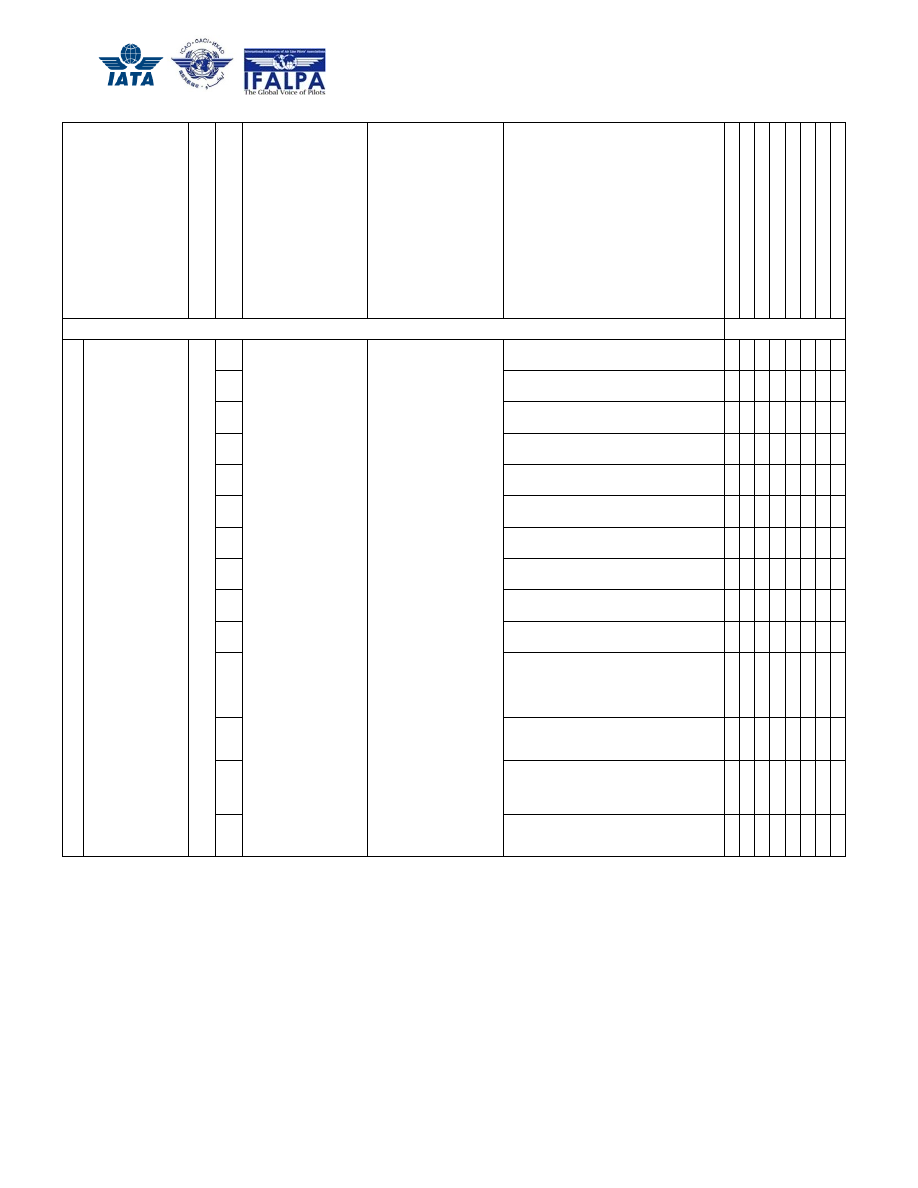 IATA
ICAO · OACI · ИКАО
International Federation of Air Line Pilots' Associations
IFALPA
The Global Voice of Pilots